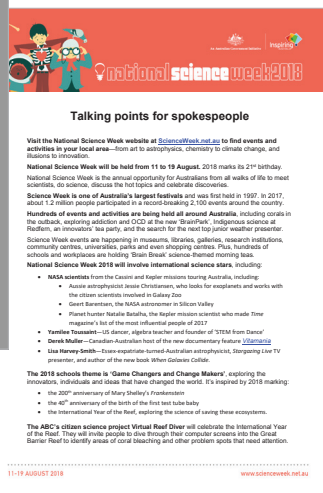 An Australian Government Initiative
inspiring
national science week 2018
Talking points for spokespeople
Visit the National Science Week website at ScienceWeek.net.au to find events and
activities in your local area—from art to astrophysics, chemistry to climate change, and
illusions to innovation.
National Science Week will be held from 11 to 19 August. 2018 marks its 21st birthday.
National Science Week is the annual opportunity for Australians from all walks of life to meet
scientists, do science, discuss the hot topics and celebrate discoveries.
Science Week is one of Australia's largest festivals and was first held in 1997. In 2017,
about 1.2 million people participated in a record-breaking 2,100 events around the country.
Hundreds of events and activities are being held all around Australia, including corals in
the outback, exploring addiction and OCD at the new 'BrainPark', Indigenous science at
Redfern, an innovators' tea party, and the search for the next top junior weather presenter.
Science Week events are happening in museums, libraries, galleries, research institutions,
community centres, universities, parks and even shopping centres. Plus, hundreds of
schools and workplaces are holding 'Brain Break' science-themed morning teas.
National Science Week 2018 will involve international science stars, including:
• NASA scientists from the Cassini and Kepler missions touring Australia, including:
• Aussie astrophysicist Jessie Christiansen, who looks for exoplanets and works with
the citizen scientists involved in Galaxy Zoo
• Geert Barentsen, the NASA astronomer in Silicon Valley
• Planet hunter Natalie Batalha, the Kepler mission scientist who made Time
magazine's list of the most influential people of 2017
• Yamilee Toussaint—US dancer, algebra teacher and founder of 'STEM from Dance'
• Derek Muller—Canadian-Australian host of the new documentary feature Vitamania
• Lisa Harvey-Smith—Essex-expatriate-turned-Australian astrophysicist, Stargazing Live TV
presenter, and author of the new book When Galaxies Collide.
The 2018 schools theme is 'Game Changers and Change Makers', exploring the
innovators, individuals and ideas that have changed the world. It's inspired by 2018 marking:
• the 200th anniversary of Mary Shelley's Frankenstein
• the 40th anniversary of the birth of the first test tube baby
• the International Year of the Reef, exploring the science of saving these ecosystems.
The ABC's citizen science project Virtual Reef Diver will celebrate the International Year
of the Reef. They will invite people to dive through their computer screens into the Great
Barrier Reef to identify areas of coral bleaching and other problem spots that need attention.
11-19 AUGUST 2018
www.scienceweek.net.au